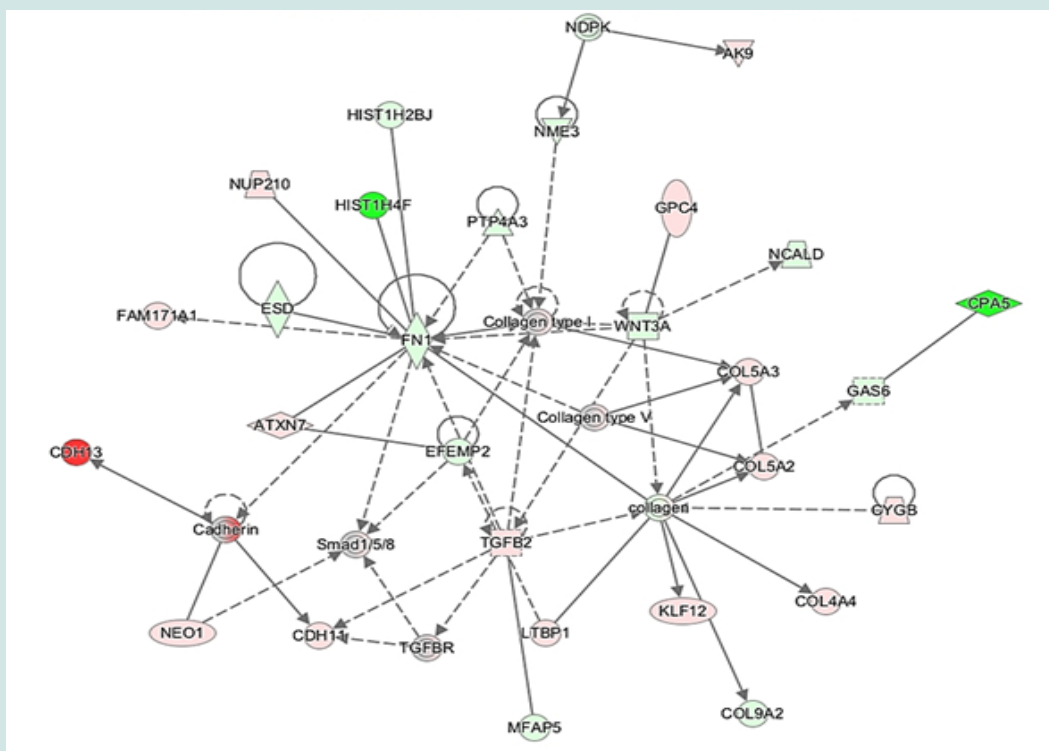 NDPK
AK9
HIST1H2BJ
NME3
NUP210
HIST1H4F
GPC4
PTP4A3
NCALD
ESD
CPA5
FAM171A1
Collagen type I
WNT3A
FN1
COL5A3
GAS6
Collagen type V
ATXN7
EFEMP2
CDH13
COL5A2
collagen
CYGB
Cadherin
Smad1/5/8
TGFB2
COL4A4
KLF12
NEO1
CDH11
LTBP1
TGFBR
COL9A2
MFAP5